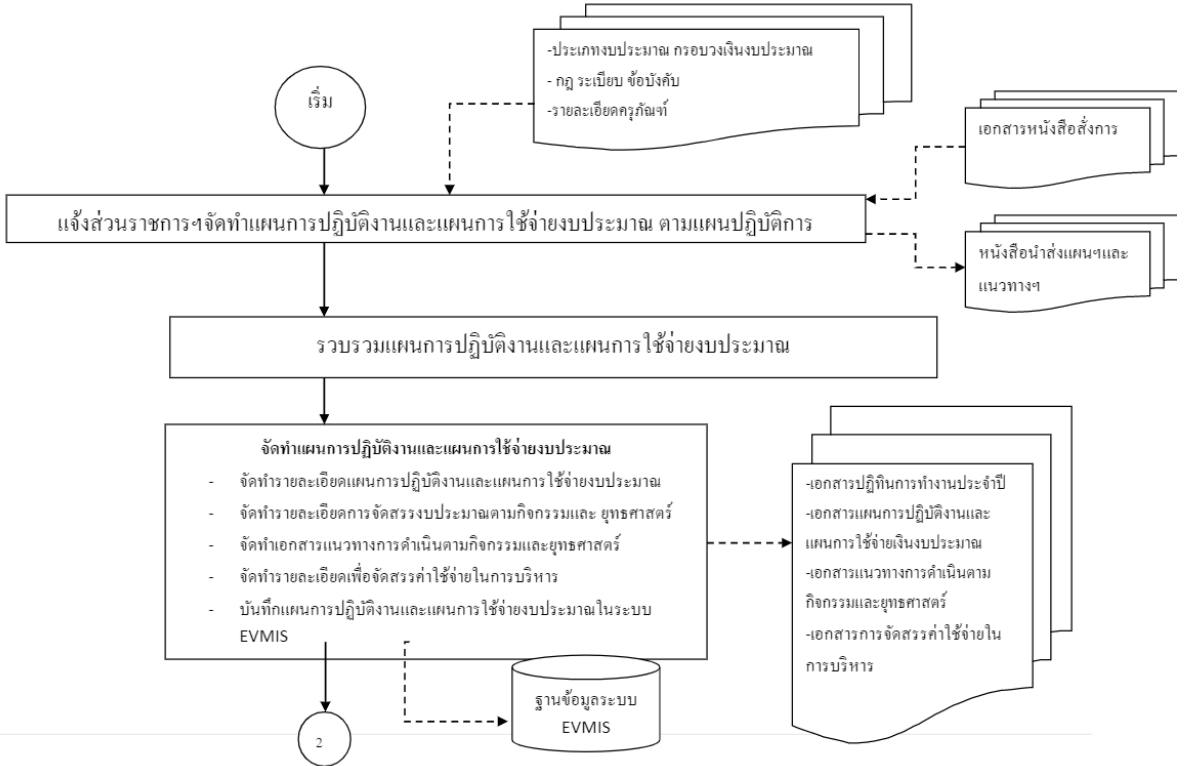 -ประเภทงบประมาณ กรอบวงเงินงบประมาณ
- กฎ ระเบียบ ข้อบังคับ
-รายละเอียดครุภัณฑ์
เริ่ม
เอกสารหนังสือสั่งการ
แจ้งส่วนราชการฯจัดทำแผนการปฏิบัติงานและแผนการใช้จ่ายงบประมาณ ตามแผนปฏิบัติการ
หนังสือนำส่งแผนฯและ
แนวทางฯ
รวบรวมแผนการปฏิบัติงานและแผนการใช้จ่ายงบประมาณ
จัดทำแผนการปฏิบัติงานและแผนการใช้จ่ายงบประมาณ
- จัดทำรายละเอียดแผนการปฏิบัติงานและแผนการใช้จ่ายงบประมาณ
- จัดทำรายละเอียดการจัดสรรงบประมาณตามกิจกรรมและ ยุทธศาสตร์
- จัดทำเอกสารแนวทางการดำเนินตามกิจกรรมและยุทธศาสตร์
- จัดทำรายละเอียดเพื่อจัดสรรค่าใช้จ่ายในการบริหาร
- บันทึกแผนการปฏิบัติงานและแผนการใช้จ่ายงบประมาณในระบบ
EVMIS
-เอกสารปฏิทินการทำงานประจำปี
-เอกสารแผนการปฏิบัติงานและ
แผนการใช้จ่ายเงินงบประมาณ
-เอกสารแนวทางการดำเนินตาม
กิจกรรมและยุทธศาสตร์
-เอกสารการจัดสรรค่าใช้จ่ายใน
การบริหาร
ฐานข้อมูลระบบ
EVMIS
2